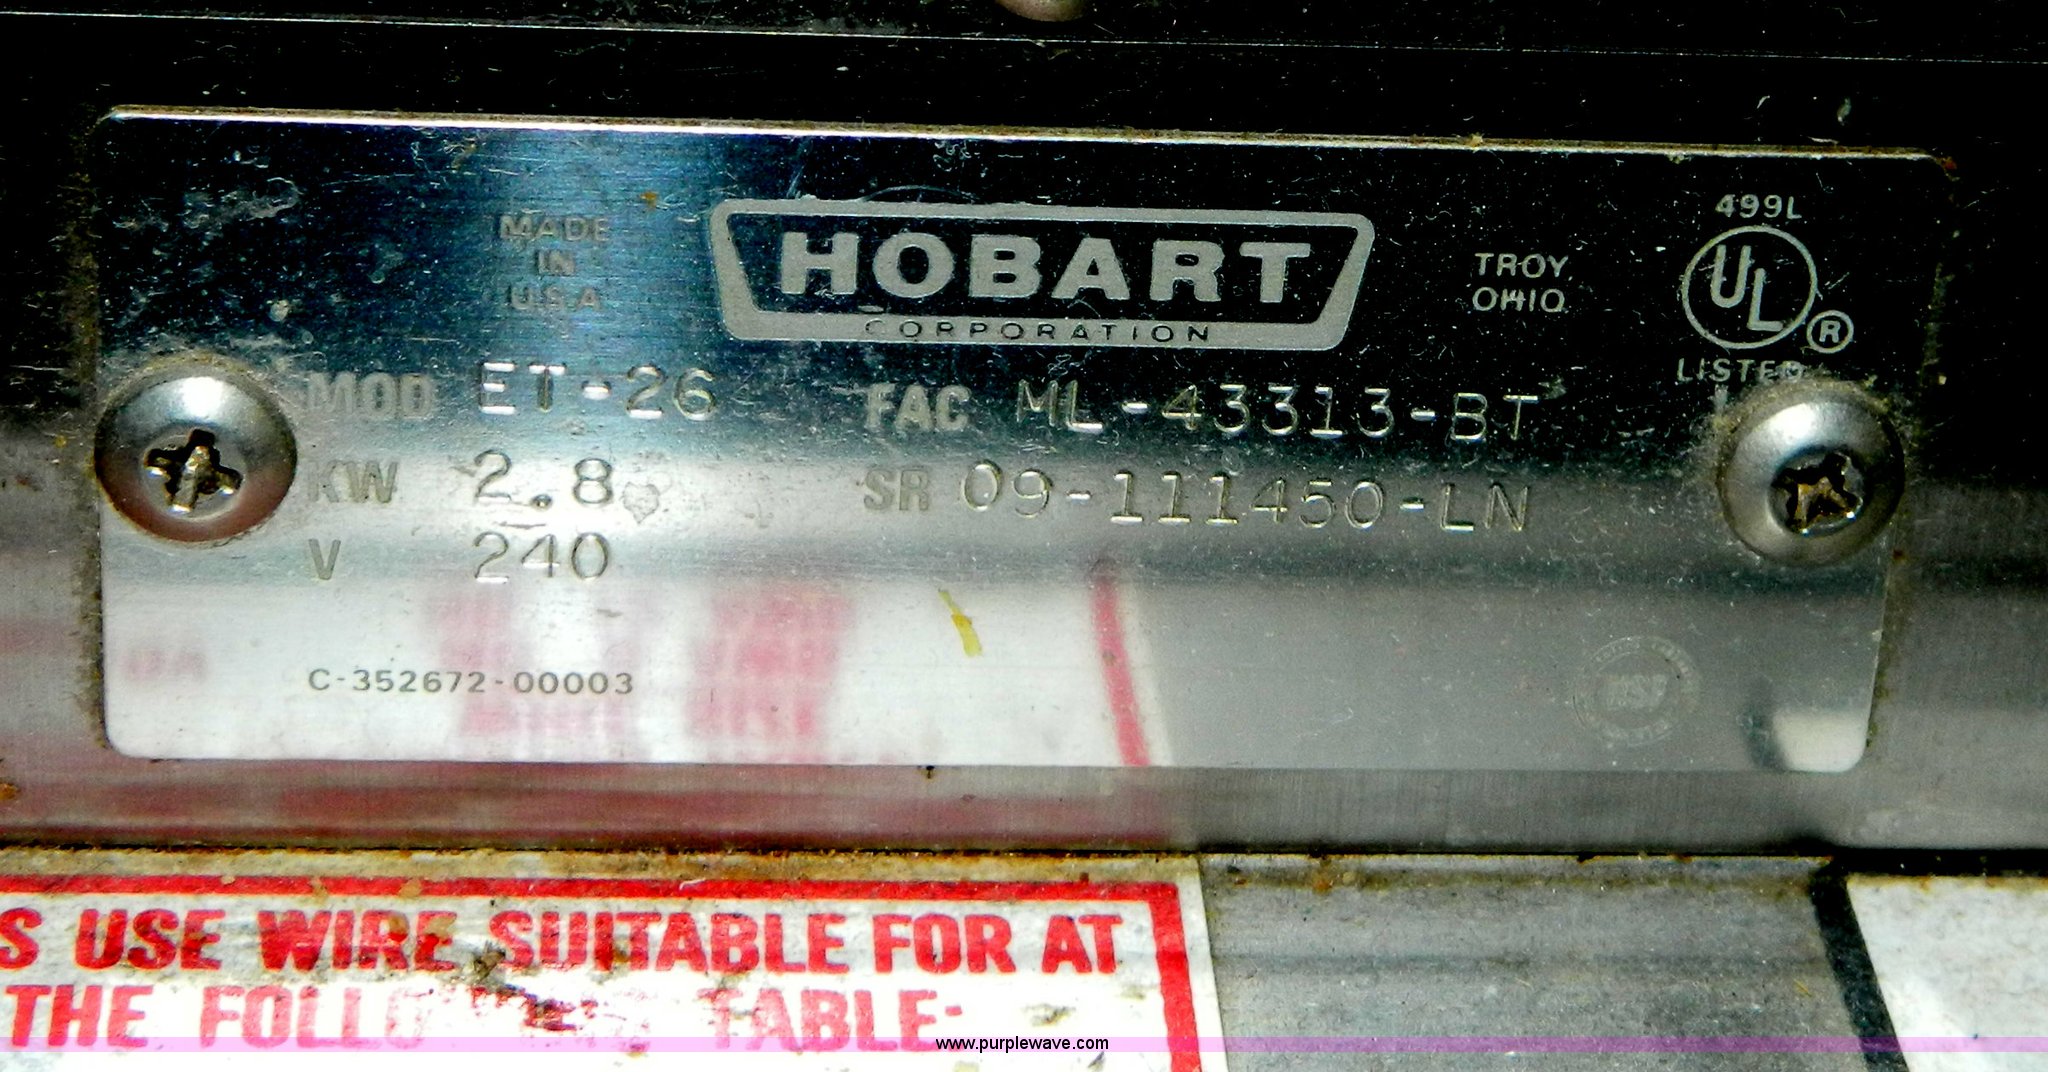 MADE
IN
U.S.A
HOBART
CORPORATION
TROY
OHIO
499L
UL
®
LISTED
MOD ET-26 FAC ML-43313-BT
KW 2.8 SR 09-111450-LN
V 240
C-352672-00003
S USE WIRE SUITABLE FOR AT
THE TABLE:
www.purplewave.com